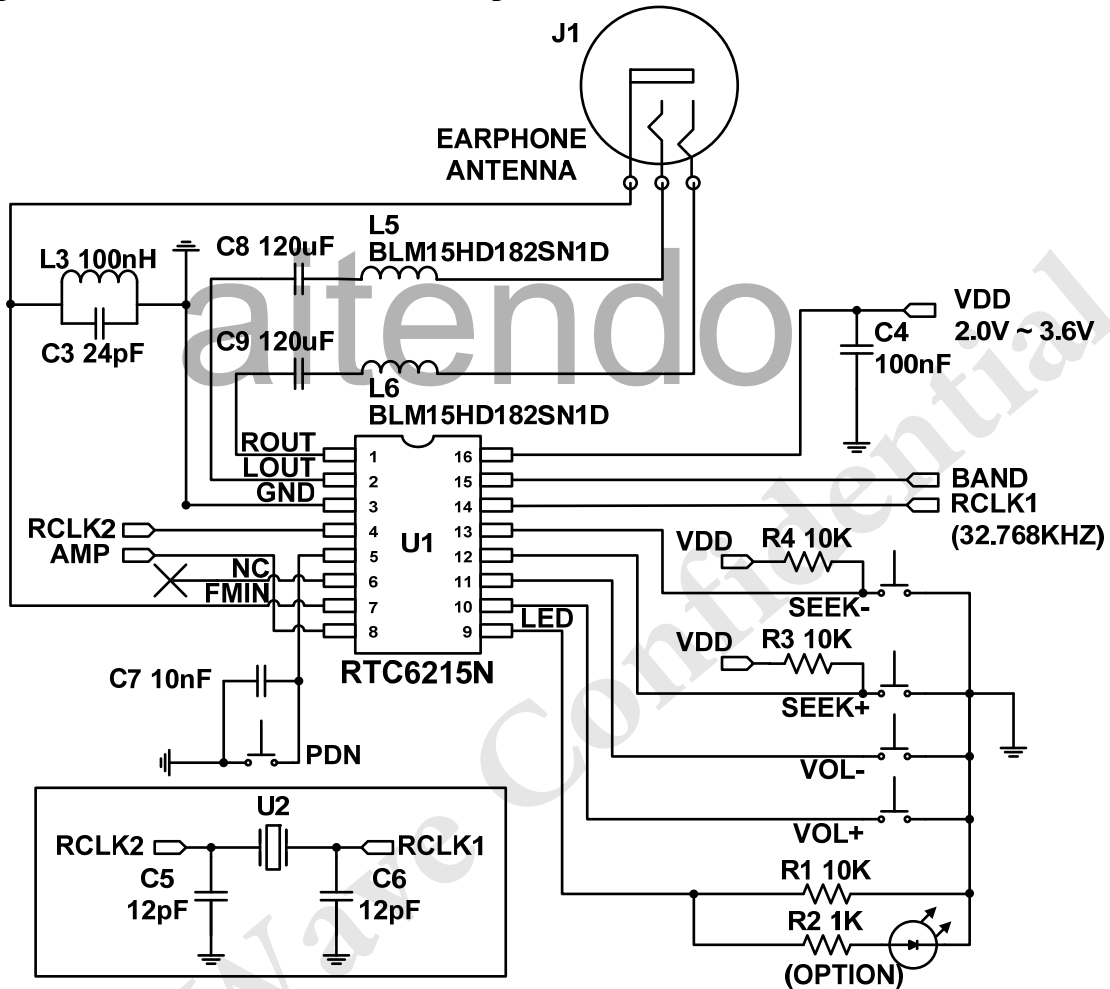 J1
EARPHONE
ANTENNA
L5
BLM15HD182SN1D
C8 120uF
L3 100nH
C3 24pF
aitendo
C9 120uF
L6
BLM15HD182SN1D
VDD
2.0V ~ 3.6V
C4
100nF
ROUT
LOUT
GND
RCLK2
AMP
NC
FMIN
1
2
3
4
5
6
7
8
U1
16
15
14
13
12
11
10
9
RTC6215N
LED
BAND
RCLK1
(32.768KHZ)
VDD
R4 10K
SEEK-
VDD
R3 10K
SEEK+
VOL-
VOL+
R1 10K
R2 1K
(OPTION)
C7 10nF
PDN
U2
RCLK2
RCLK1
C5
12pF
C6
12pF
Wave Confidential